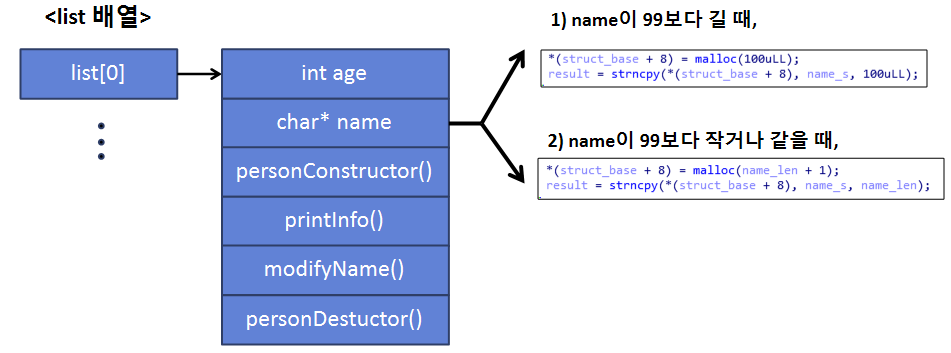 <list 배열>
list[0]
int age
char* name
personConstructor()
printInfo()
modifyName()
personDestuctor()
1) name이 99보다 길 때,
*(struct_base + 8) = malloc(100uLL);
result = strncpy(*(struct_base + 8), name_s, 100uLL);
2) name이 99보다 작거나 같을 때,
*(struct_base + 8) = malloc(name_len + 1);
result = strncpy(*(struct_base + 8), name_s, name_len);